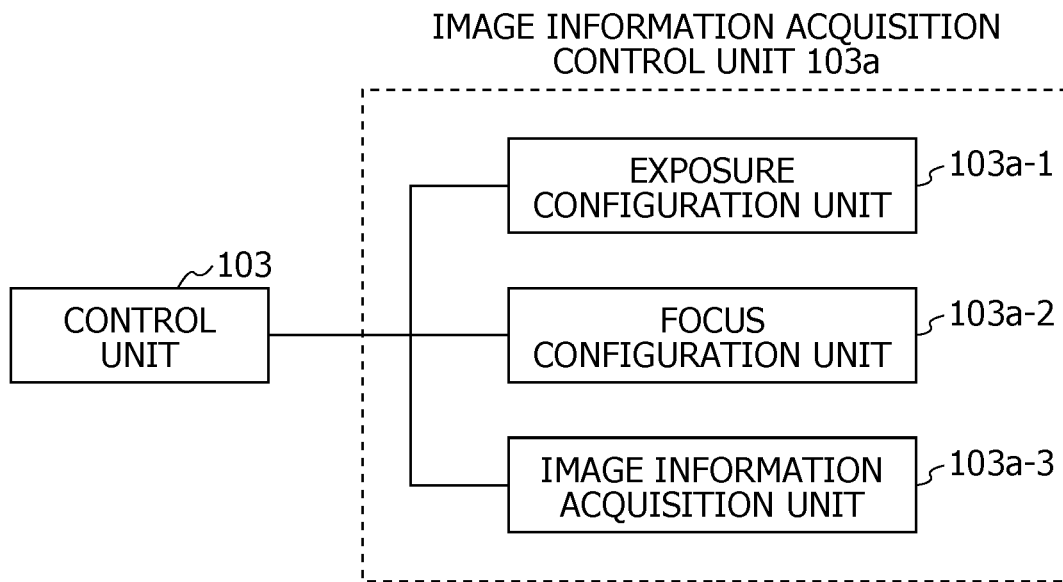 IMAGE INFORMATION ACQUISITION
CONTROL UNIT 103a
EXPOSURE
CONFIGURATION UNIT
103a-1
103
CONTROL
UNIT
FOCUS
CONFIGURATION UNIT
103a-2
IMAGE INFORMATION
ACQUISITION UNIT
103a-3